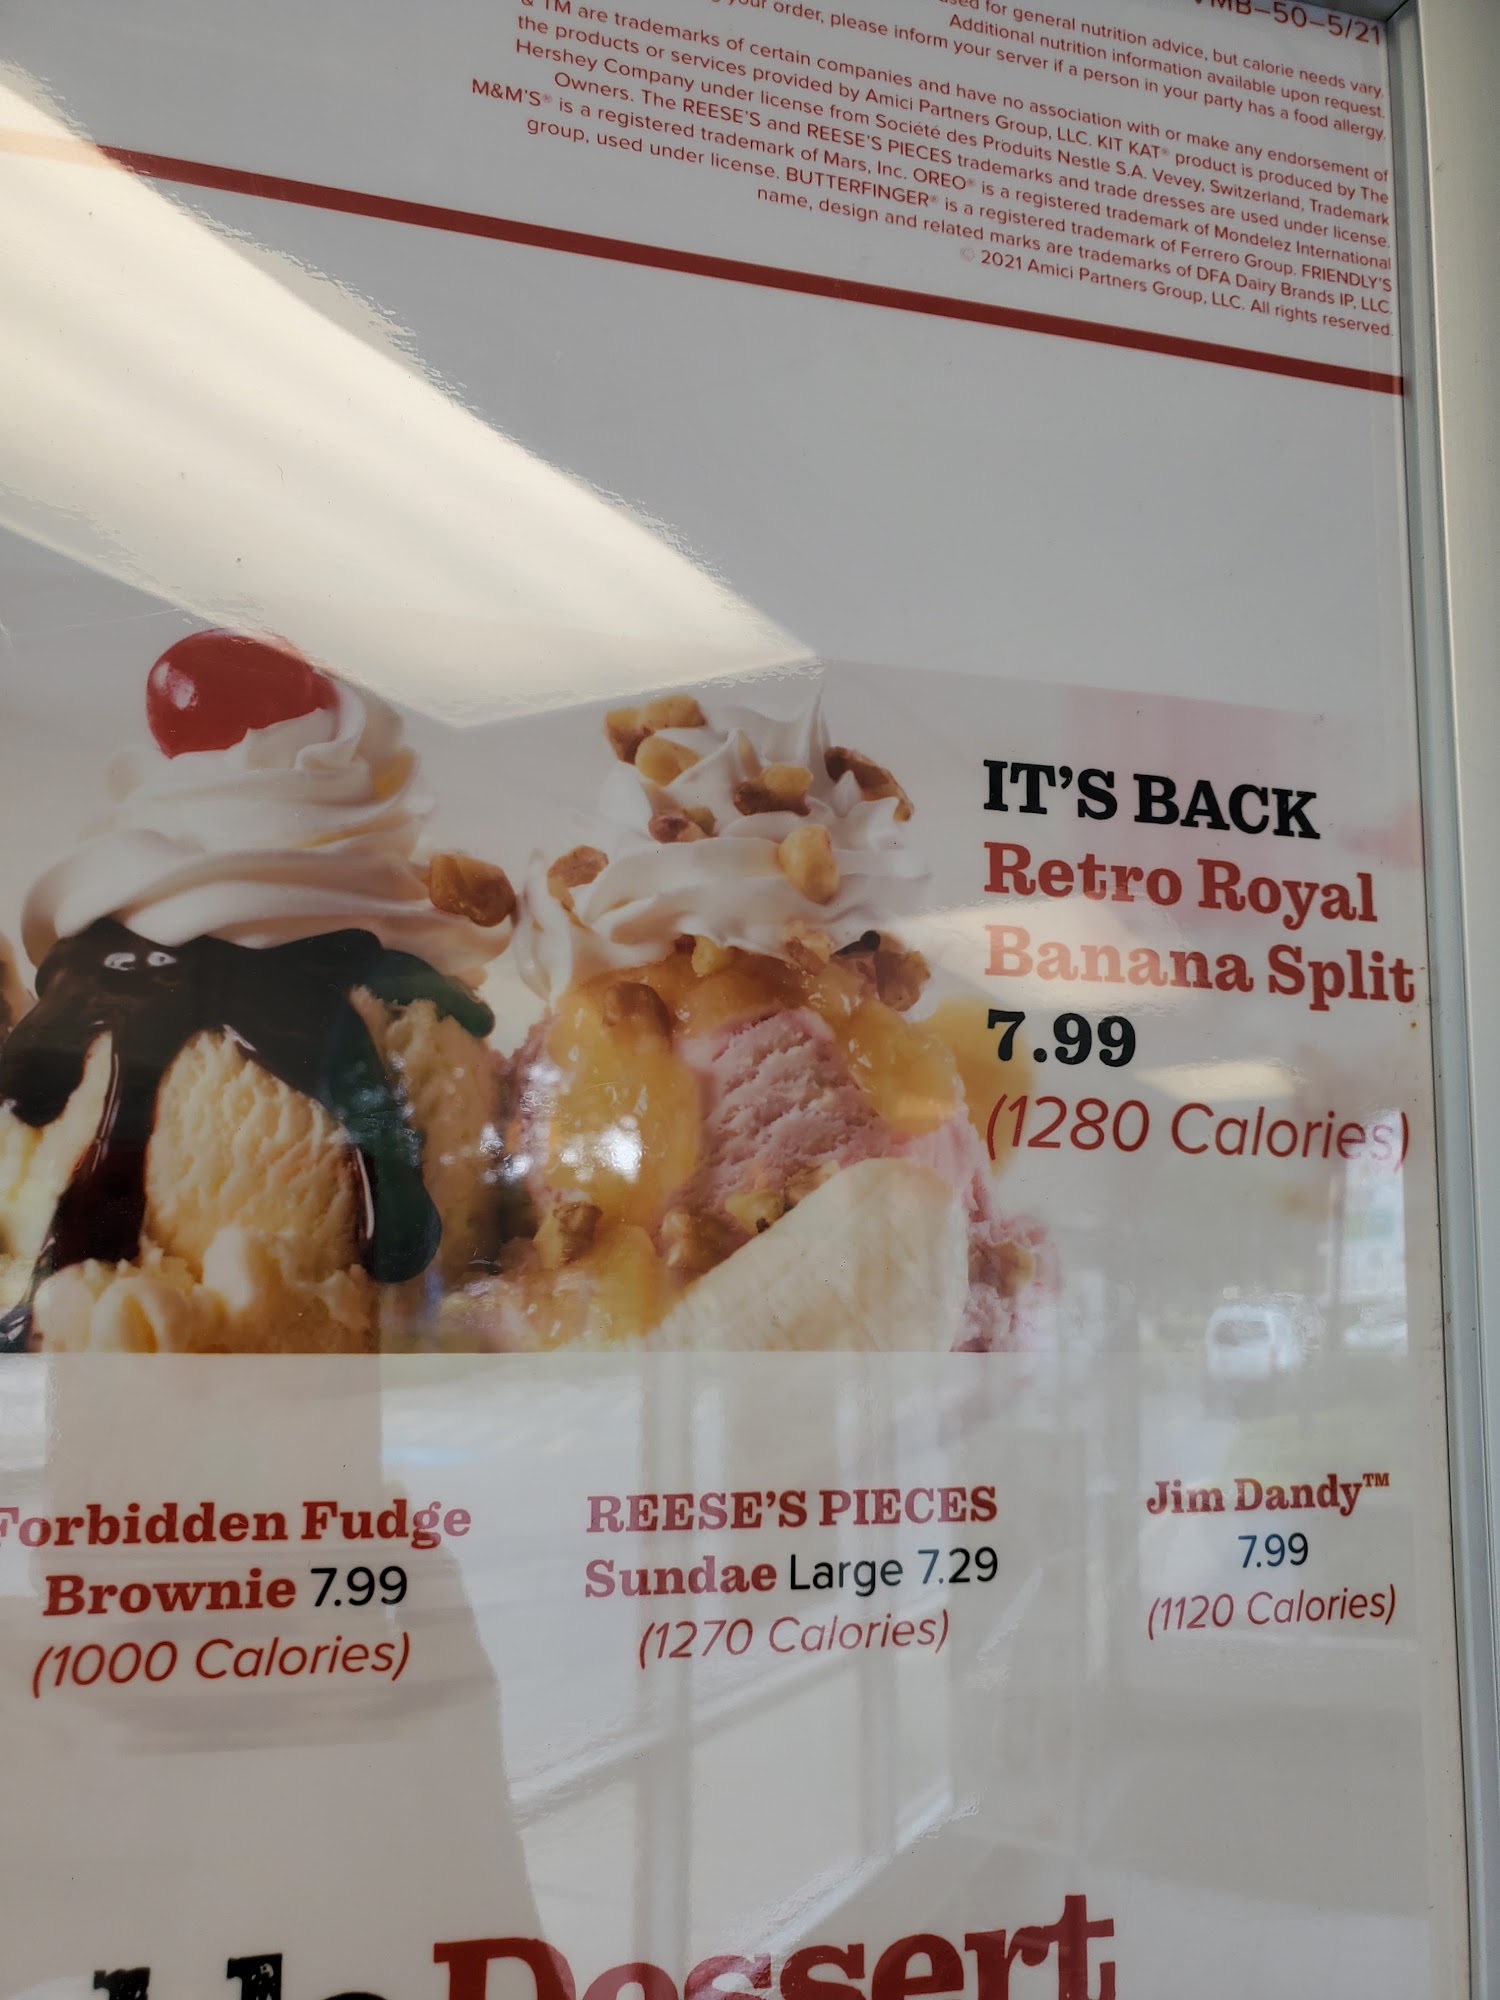 VMB-50-5/21
used for general nutrition advice, but calorie needs vary.
Additional nutrition information available upon request.
your order, please inform your server if a person in your party has a food allergy.
& TM are trademarks of certain companies and have no association with or make any endorsement of
the products or services provided by Amici Partners Group, LLC. KIT KAT® product is produced by The
Hershey Company under license from Société des Produits Nestle S.A. Vevey, Switzerland, Trademark
Owners. The REESE'S and REESE'S PIECES trademarks and trade dresses are used under license.
M&M'S® is a registered trademark of Mars, Inc. OREO® is a registered trademark of Mondelez International
group, used under license. BUTTERFINGER® is a registered trademark of Ferrero Group. FRIENDLY'S
name, design and related marks are trademarks of DFA Dairy Brands IP, LLC.
© 2021 Amici Partners Group, LLC. All rights reserved.
IT'S BACK
Retro Royal
Banana Split
7.99
(1280 Calories)
Forbidden Fudge
Brownie 7.99
(1000 Calories)
REESE'S PIECES
Sundae Large 7.29
(1270 Calories)
Jim Dandy™
7.99
(1120 Calories)
Dessert